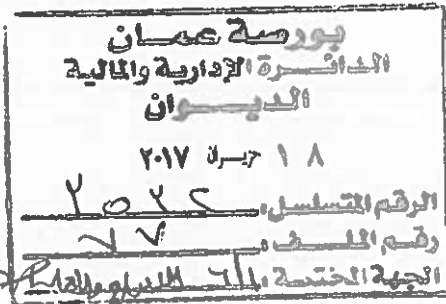 بورصة عمان
الدائرة الإدارية والمالية
الديوان
١٨ حزيران ٢٠١٧
الرقم المتسلسل:
رقم الملف:
الجهة المختصة: